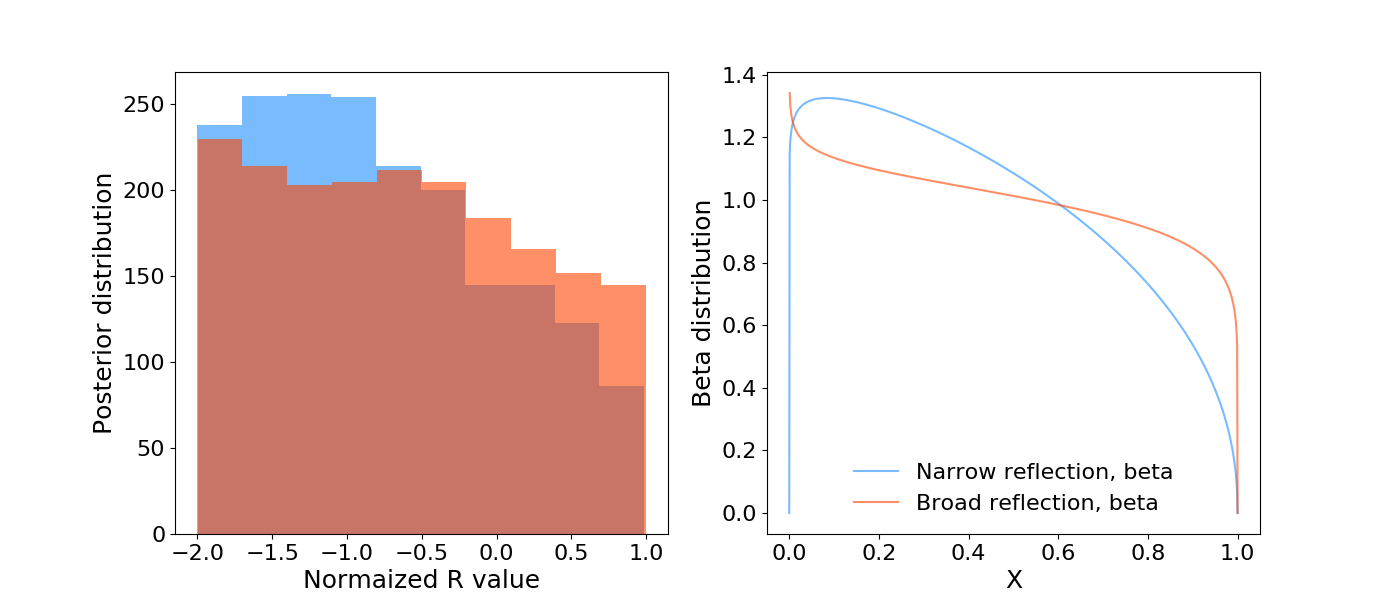 Posterior distribution
250
200
150
100
50
0
−2.0 −1.5 −1.0 −0.5 0.0 0.5 1.0
Normaized R value
Beta distribution
1.4
1.2
1.0
0.8
0.6
0.4
0.2
0.0
Narrow reflection, beta
Broad reflection, beta
0.0 0.2 0.4 0.6 0.8 1.0
X